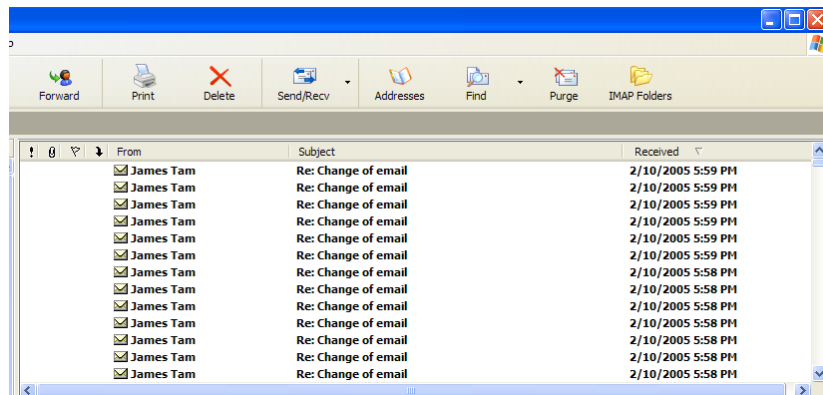 p
Forward Print Delete Send/Recv Addresses Find Purge IMAP Folders
! From Subject Received
James Tam Re: Change of email 2/10/2005 5:59 PM
James Tam Re: Change of email 2/10/2005 5:59 PM
James Tam Re: Change of email 2/10/2005 5:59 PM
James Tam Re: Change of email 2/10/2005 5:59 PM
James Tam Re: Change of email 2/10/2005 5:59 PM
James Tam Re: Change of email 2/10/2005 5:59 PM
James Tam Re: Change of email 2/10/2005 5:58 PM
James Tam Re: Change of email 2/10/2005 5:58 PM
James Tam Re: Change of email 2/10/2005 5:58 PM
James Tam Re: Change of email 2/10/2005 5:58 PM
James Tam Re: Change of email 2/10/2005 5:58 PM
James Tam Re: Change of email 2/10/2005 5:58 PM
James Tam Re: Change of email 2/10/2005 5:58 PM